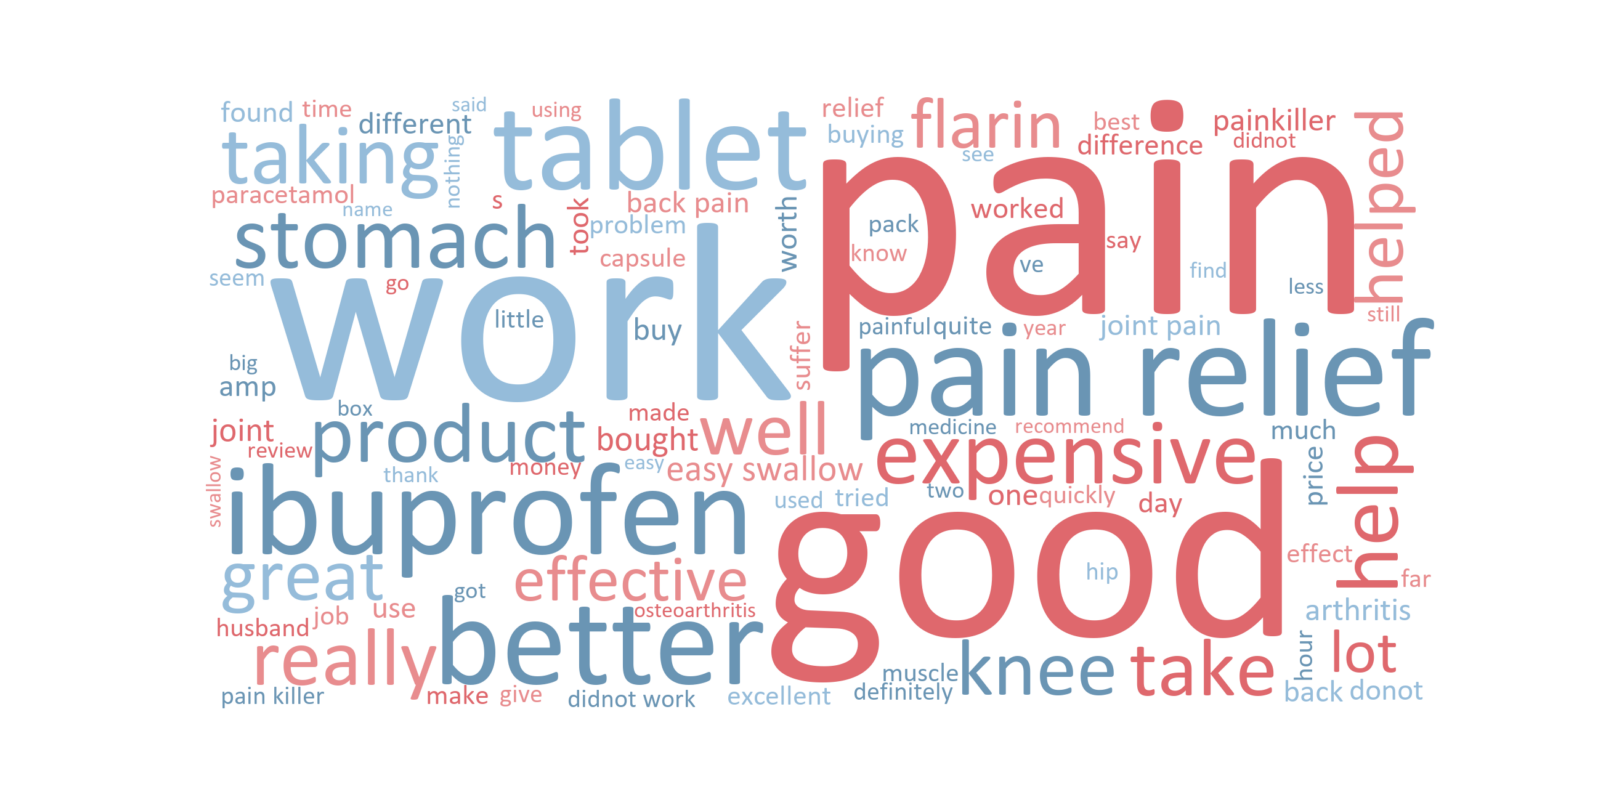 found time different said using relief buying flarin best painkiller
taking nothing tablet see difference didnot helped
paracetamol name s took back pain worth pain worked
stomach problem pack say
seem go capsule know ve find less
work little buy suffer painful quite year joint pain still
big amp pain relief
box made well medicine recommend much
joint review product bought expensive
swallow thank money easy easy swallow price help
ibuprofen used tried two one quickly day
great effective good hip effect far
got osteoarthritis arthritis
husband job use better hour lot
really muscle knee take
pain killer make give didnot work excellent definitely back donot